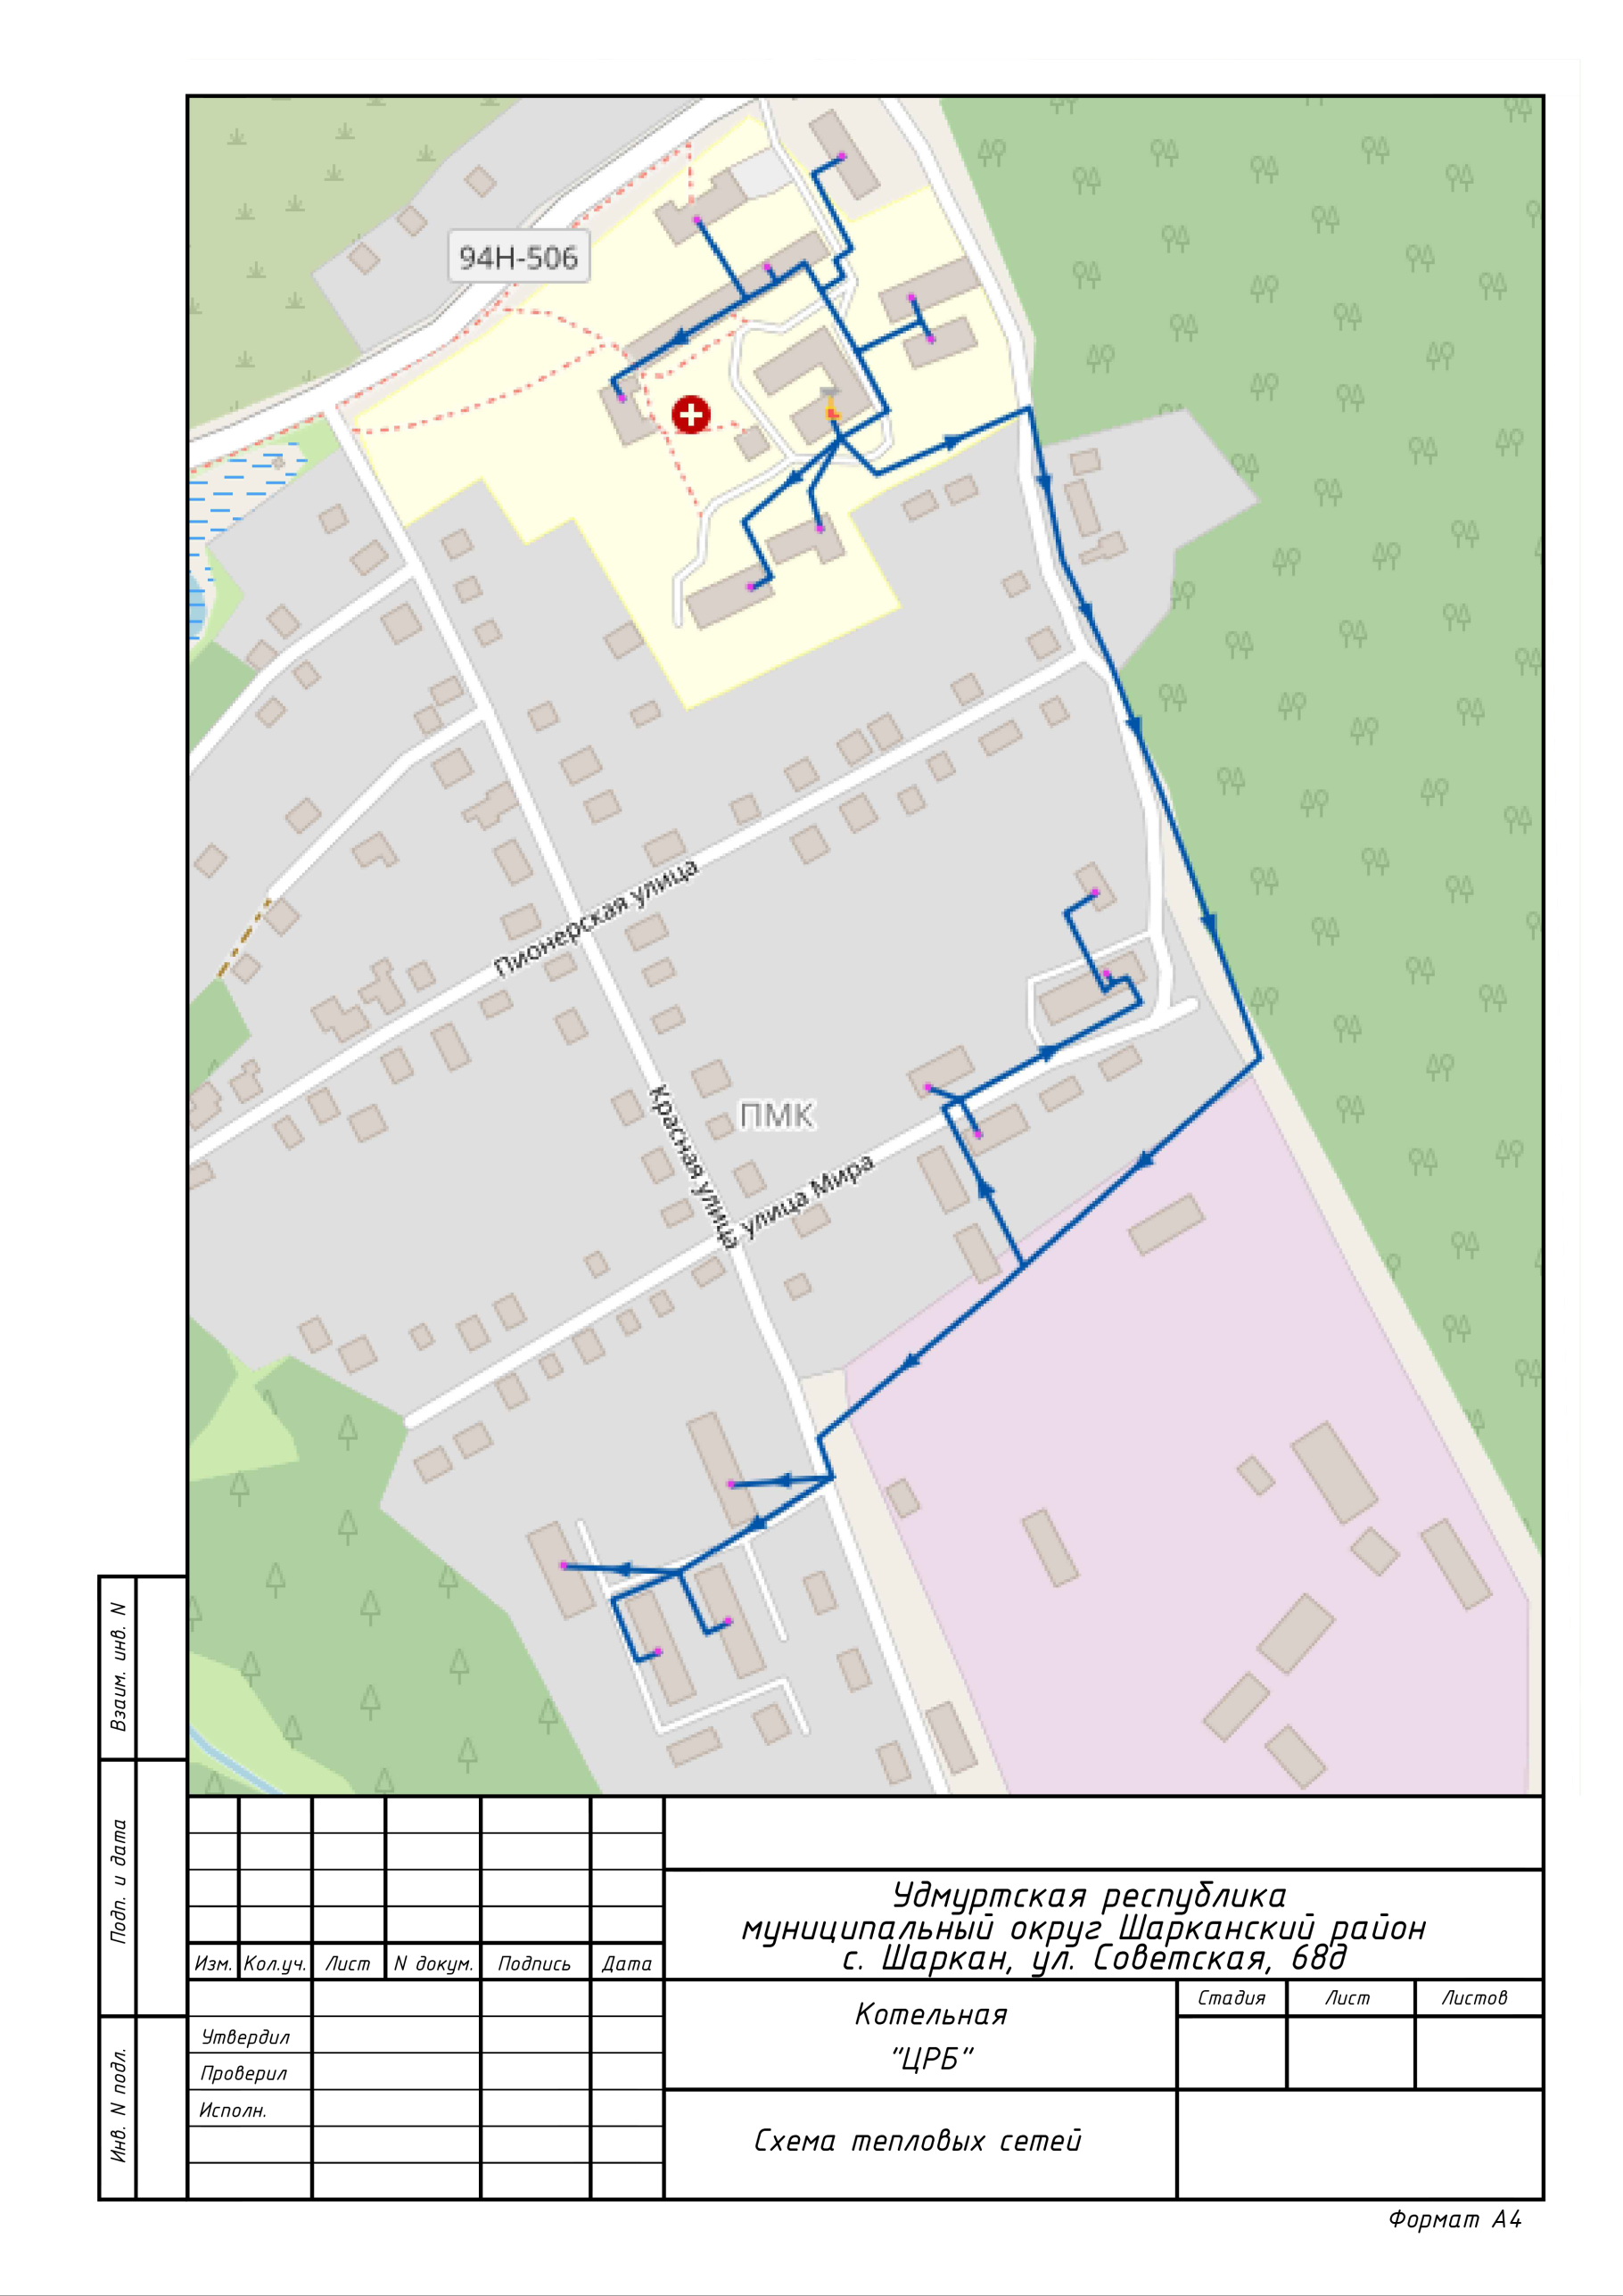 94Н-506
Пионерская улица
Красная улица
ПМК
улица Мира
Взаим. инв. N
Подп. и дата
Инв. N подл.
Изм. Кол.уч. Лист N докум. Подпись Дата
Утвердил
Проверил
Исполн.
Удмуртская республика
муниципальный округ Шарканский район
с. Шаркан, ул. Советская, 68д
Котельная
"ЦРБ"
Стадия Лист Листов
Схема тепловых сетей
Формат А4